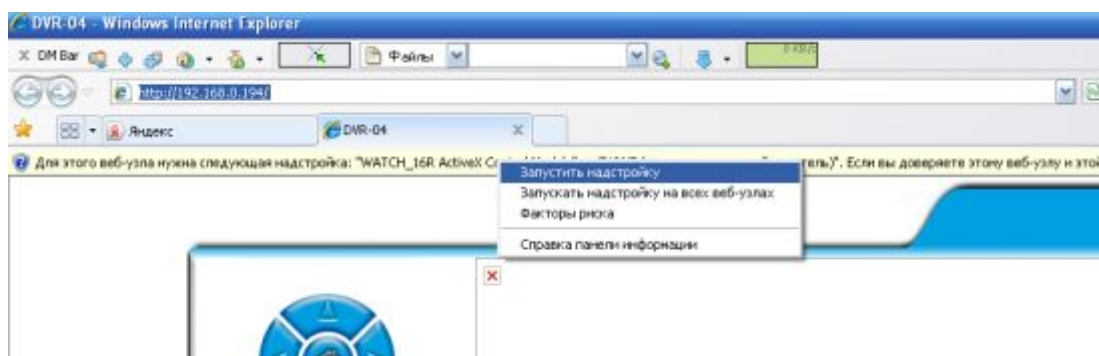 DVR-04 - Windows Internet Explorer
X DM Bar Файлы 0 KB/s
http://192.168.0.194/
Яндекс DVR-04 X
Для этого веб-узла нужна следующая надстройка: "WATCH_16R ActiveX тель)". Если вы доверяете этому веб-узлу и этой
Запустить надстройку
Запускать надстройку на всех веб-узлах
Факторы риска
Справка панели информации